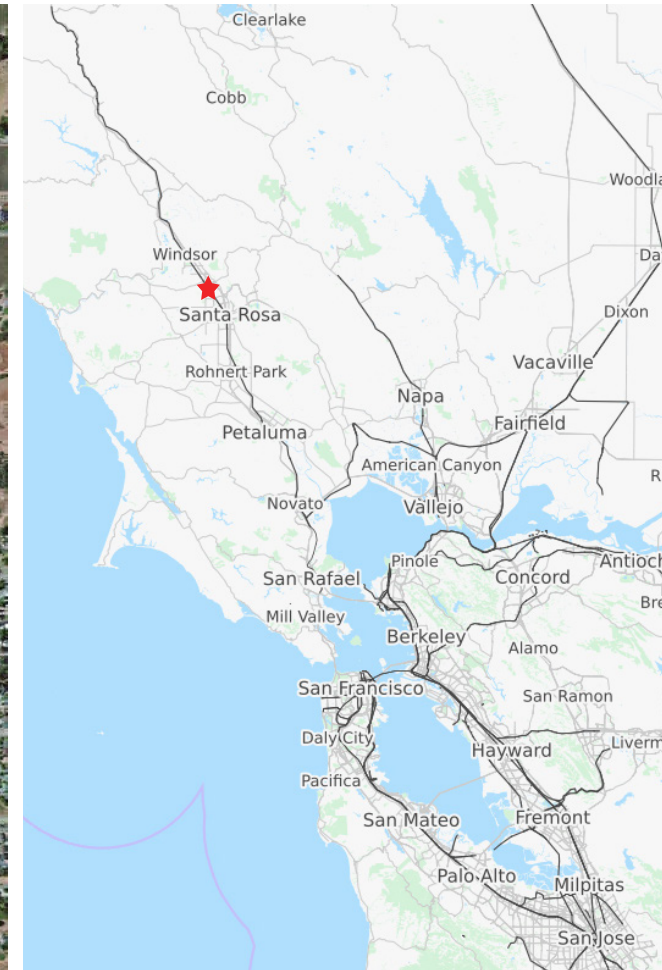 Clearlake
Cobb
Woodla
Windsor
Da
Santa Rosa
Dixon
Vacaville
Rohnert Park
Napa
Fairfield
Petaluma
American Canyon
R
Novato
Vallejo
Pinole
Antioch
San Rafael
Concord
Bre
Mill Valley
Berkeley
Alamo
San Francisco
San Ramon
Daly City
Hayward
Liverm
Pacifica
San Mateo
Fremont
Palo Alto
Milpitas
San Jose